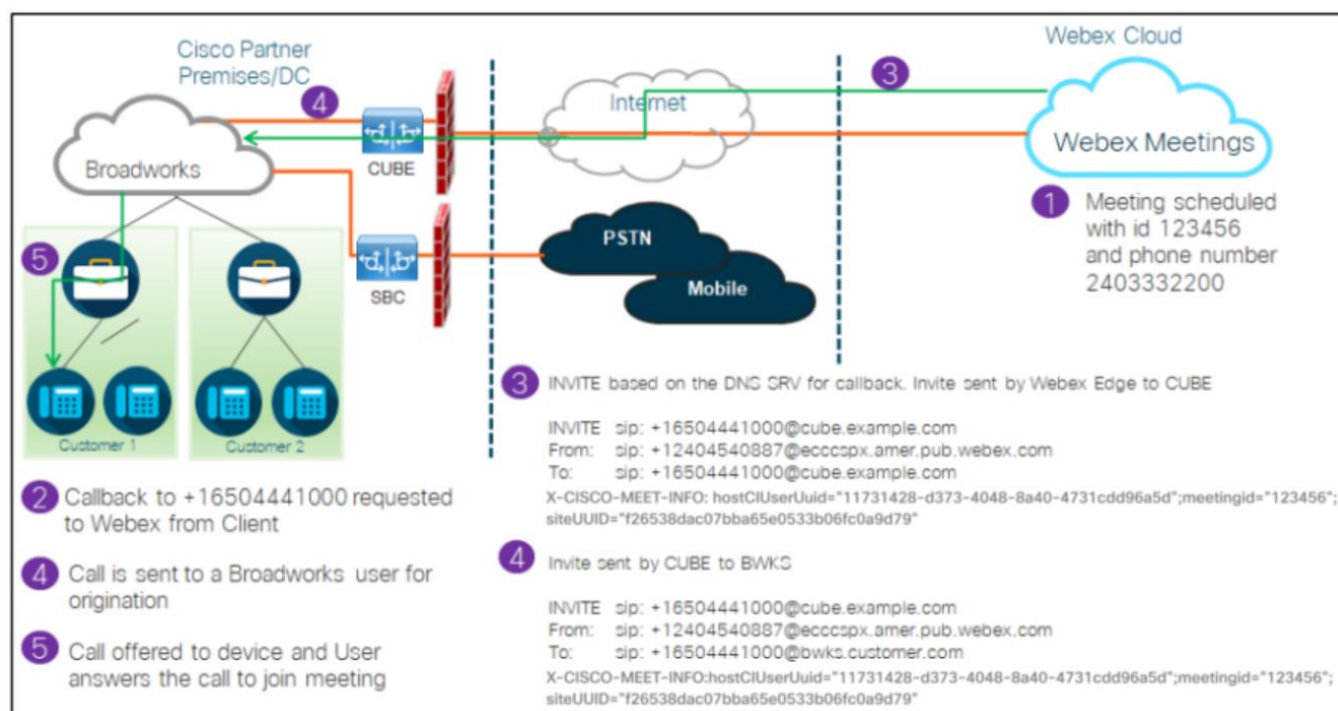 Cisco Partner
Premises/DC
Webex Cloud
4
3
Internet
Broadworks
CUBE
Webex Meetings
1 Meeting scheduled
with id 123456
and phone number
2403332200
5
PSTN
SBC
Mobile
Customer 1
Customer 2
3 INVITE based on the DNS SRV for callback. Invite sent by Webex Edge to CUBE
INVITE sip: +16504441000@cube.example.com
From: sip: +12404540887@ecccspx.amer.pub.webex.com
To: sip: +16504441000@cube.example.com
X-CISCO-MEET-INFO: hostCIUserUuid="11731428-d373-4048-8a40-4731cdd96a5d";meetingid="123456";
siteUUID="f26538dac07bba65e0533b06fc0a9d79"
2 Callback to +16504441000 requested
to Webex from Client
4 Call is sent to a Broadworks user for
origination
5 Call offered to device and User
answers the call to join meeting
4 Invite sent by CUBE to BWKS
INVITE sip: +16504441000@cube.example.com
From: sip: +12404540887@ecccspx.amer.pub.webex.com
To: sip: +16504441000@bwks.customer.com
X-CISCO-MEET-INFO:hostCIUserUuid="11731428-d373-4048-8a40-4731cdd96a5d";meetingid="123456";
siteUUID="f26538dac07bba65e0533b06fc0a9d79"